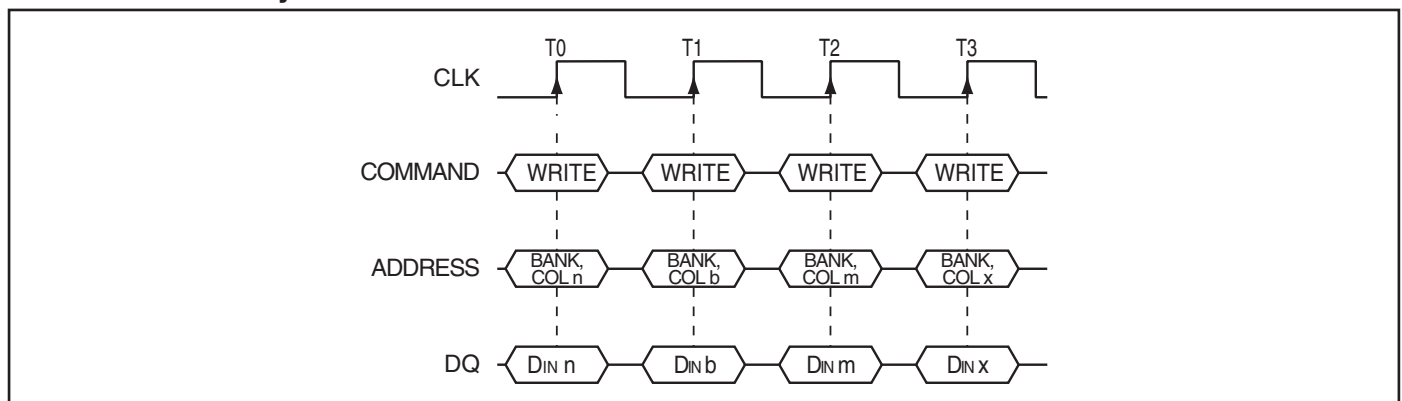 T0 T1 T2 T3
CLK
COMMAND WRITE WRITE WRITE WRITE
ADDRESS BANK, COL n BANK, COL b BANK, COL m BANK, COL x
DQ DIN n DIN b DIN m DIN x